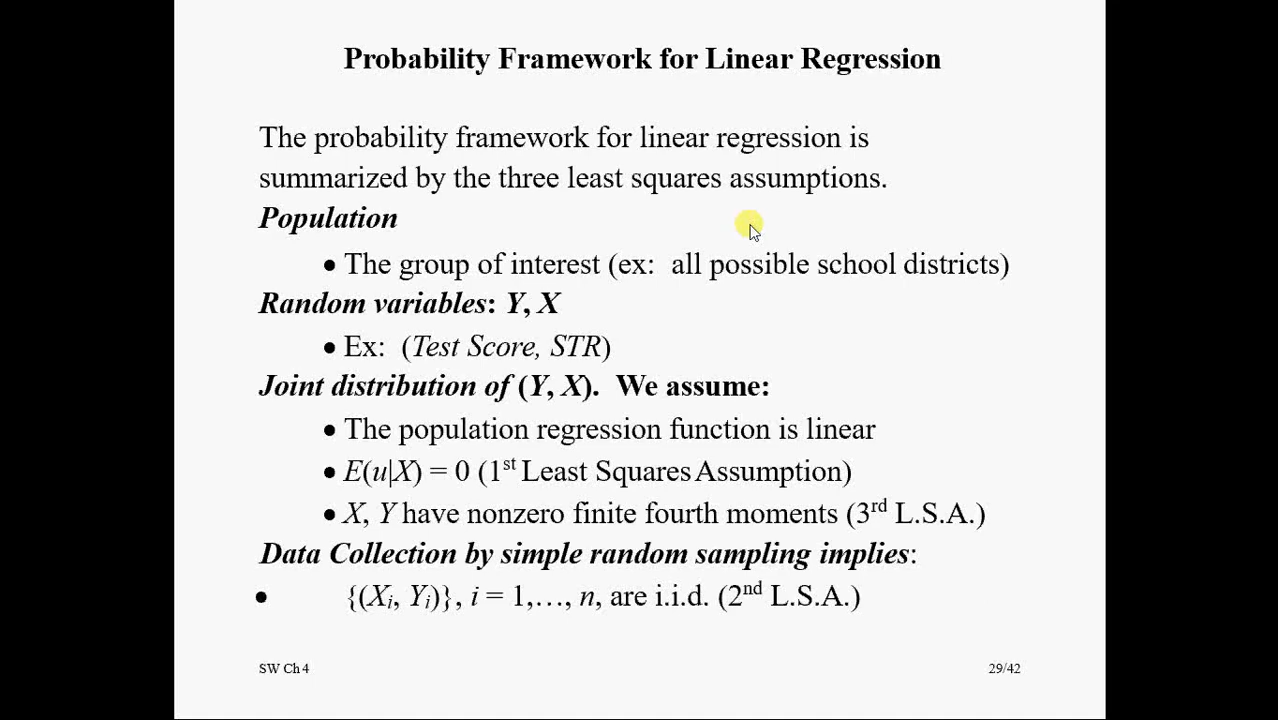 Probability Framework for Linear Regression
The probability framework for linear regression is
summarized by the three least squares assumptions.
Population
• The group of interest (ex: all possible school districts)
Random variables: Y, X
• Ex: (Test Score, STR)
Joint distribution of (Y, X). We assume:
• The population regression function is linear
• E(u|X) = 0 (1st Least Squares Assumption)
• X, Y have nonzero finite fourth moments (3rd L.S.A.)
Data Collection by simple random sampling implies:
• {(Xi, Yi)}, i = 1,…, n, are i.i.d. (2nd L.S.A.)
SW Ch 4 29/42